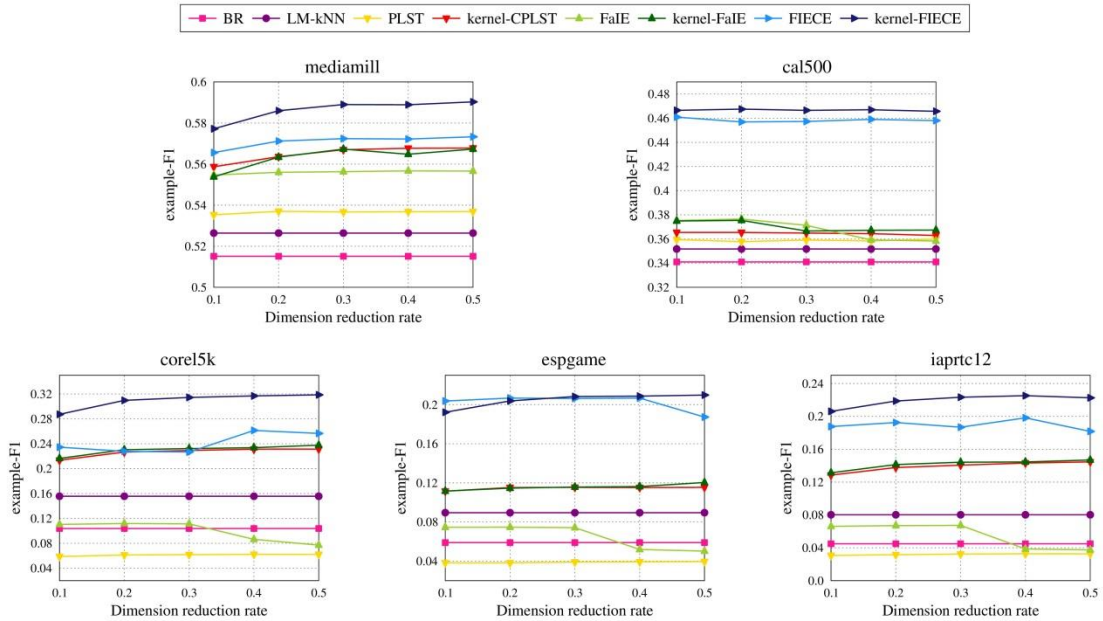 BR LM-kNN PLST kernel-CPLST FaIE kernel-FaIE FIECE kernel-FIECE
mediamill
0.6
0.58
0.56
0.54
0.52
0.5
example-F1
0.1 0.2 0.3 0.4 0.5
Dimension reduction rate
cal500
0.48
0.46
0.44
0.42
0.4
0.38
0.36
0.34
0.32
example-F1
0.1 0.2 0.3 0.4 0.5
Dimension reduction rate
corel5k
0.32
0.28
0.24
0.2
0.16
0.12
0.08
0.04
example-F1
0.1 0.2 0.3 0.4 0.5
Dimension reduction rate
espgame
0.2
0.16
0.12
0.08
0.04
example-F1
0.1 0.2 0.3 0.4 0.5
Dimension reduction rate
iaprtc12
0.24
0.2
0.16
0.12
0.08
0.04
0.0
example-F1
0.1 0.2 0.3 0.4 0.5
Dimension reduction rate